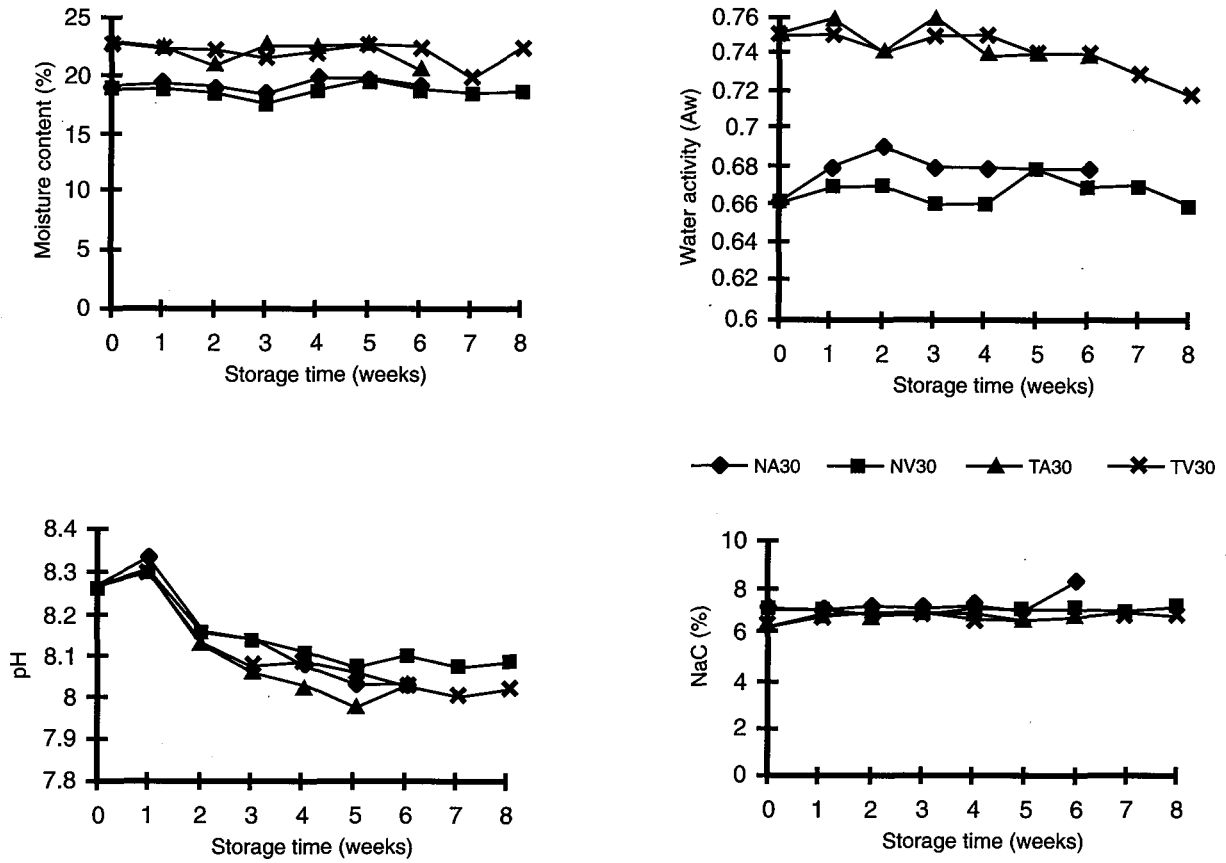 25
20
15
10
5
0
Moisture content (%)
0 1 2 3 4 5 6 7 8
Storage time (weeks)
0.76
0.74
0.72
0.7
0.68
0.66
0.64
0.62
0.6
Water activity (Aw)
0 1 2 3 4 5 6 7 8
Storage time (weeks)
NA30 NV30 TA30 TV30
8.4
8.3
8.2
8.1
8
7.9
7.8
pH
0 1 2 3 4 5 6 7 8
Storage time (weeks)
10
8
6
4
2
0
NaC (%)
0 1 2 3 4 5 6 7 8
Storage time (weeks)